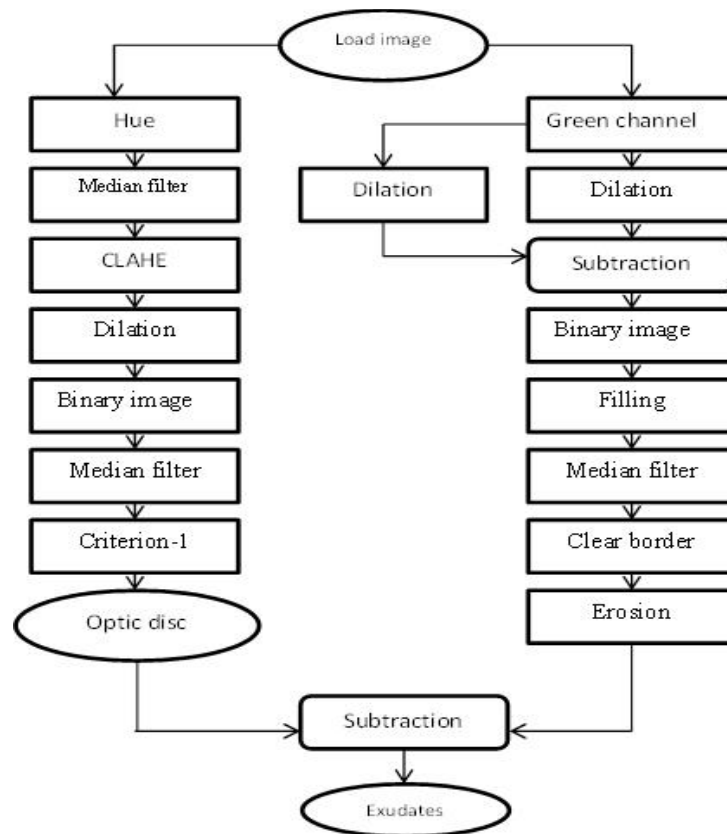 Load image
Hue
Median filter
CLAHE
Dilation
Binary image
Median filter
Criterion-1
Optic disc
Green channel
Dilation
Dilation
Subtraction
Binary image
Filling
Median filter
Clear border
Erosion
Subtraction
Exudates